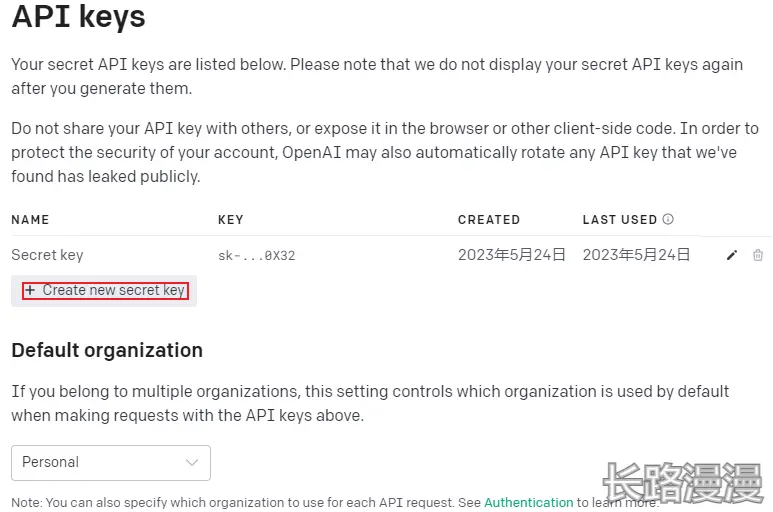 API keys
Your secret API keys are listed below. Please note that we do not display your secret API keys again
after you generate them.
Do not share your API key with others, or expose it in the browser or other client-side code. In order to
protect the security of your account, OpenAI may also automatically rotate any API key that we've
found has leaked publicly.
NAME KEY CREATED LAST USED
Secret key sk-...0X32 2023年5月24日 2023年5月24日
+ Create new secret key
Default organization
If you belong to multiple organizations, this setting controls which organization is used by default
when making requests with the API keys above.
Personal
长路漫漫
Note: You can also specify which organization to use for each API request. See Authentication to learn more.